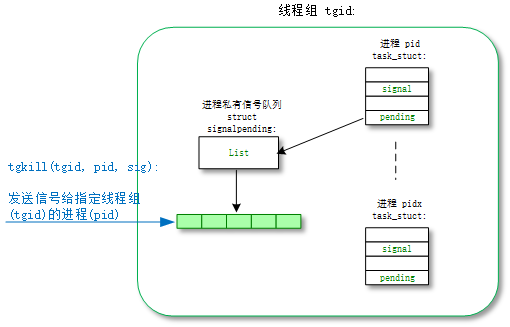 线程组 tgid:
进程 pid
task_stuct:
signal
pending
进程私有信号队列
struct
signalpending:
List
tgkill(tgid, pid, sig):
发送信号给指定线程组
(tgid)的进程(pid)
进程 pidx
task_stuct:
signal
pending